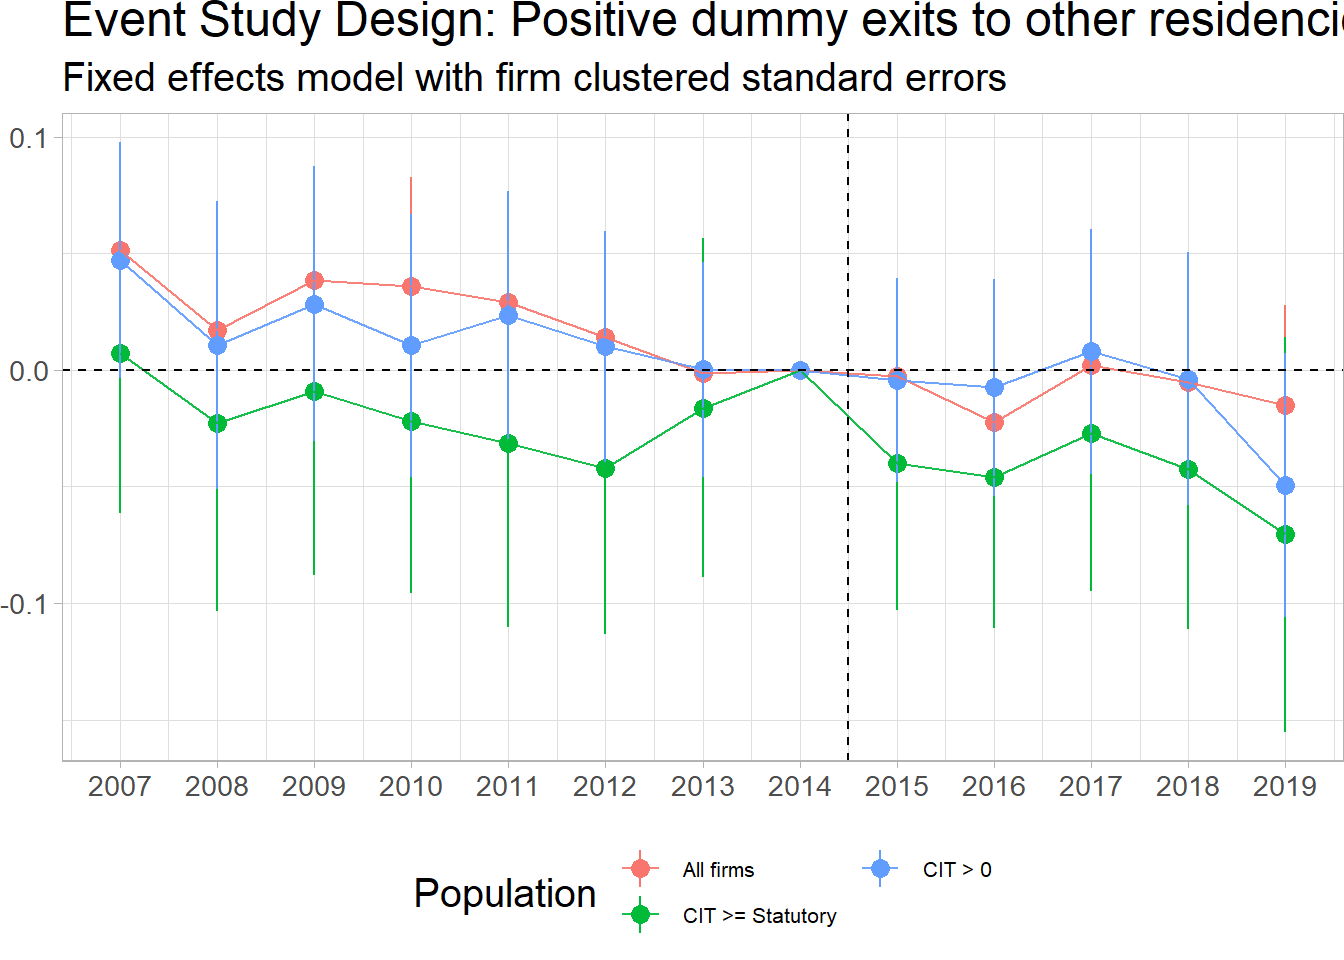 Event Study Design: Positive dummy exits to other residenci
Fixed effects model with firm clustered standard errors
0.1
0.0
-0.1
2007 2008 2009 2010 2011 2012 2013 2014 2015 2016 2017 2018 2019
Population
All firms
CIT > 0
CIT >= Statutory